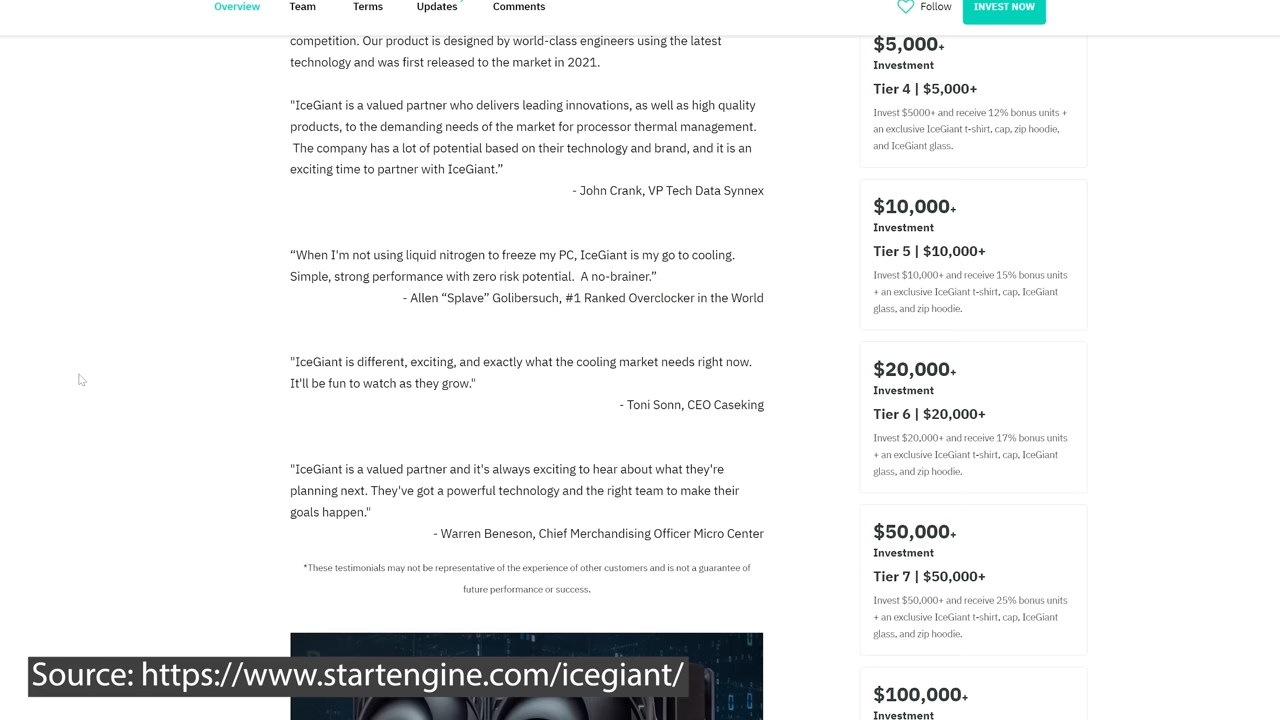 Overview
Team
Terms
Updates
Comments
Follow
INVEST NOW
competition. Our product is designed by world-class engineers using the latest
technology and was first released to the market in 2021.
"IceGiant is a valued partner who delivers leading innovations, as well as high quality
products, to the demanding needs of the market for processor thermal management.
The company has a lot of potential based on their technology and brand, and it is an
exciting time to partner with IceGiant.”
- John Crank, VP Tech Data Synnex
“When I'm not using liquid nitrogen to freeze my PC, IceGiant is my go to cooling.
Simple, strong performance with zero risk potential.  A no-brainer.”
- Allen “Splave” Golibersuch, #1 Ranked Overclocker in the World
"IceGiant is different, exciting, and exactly what the cooling market needs right now.
It'll be fun to watch as they grow."
- Toni Sonn, CEO Caseking
"IceGiant is a valued partner and it's always exciting to hear about what they're
planning next. They've got a powerful technology and the right team to make their
goals happen."
- Warren Beneson, Chief Merchandising Officer Micro Center
*These testimonials may not be representative of the experience of other customers and is not a guarantee of
future performance or success.
$5,000+
Investment
Tier 4 | $5,000+
Invest $5000+ and receive 12% bonus units +
an exclusive IceGiant t-shirt, cap, zip hoodie,
and IceGiant glass.
$10,000+
Investment
Tier 5 | $10,000+
Invest $10,000+ and receive 15% bonus units
+ an exclusive IceGiant t-shirt, cap, IceGiant
glass, and zip hoodie.
$20,000+
Investment
Tier 6 | $20,000+
Invest $20,000+ and receive 17% bonus units
+ an exclusive IceGiant t-shirt, cap, IceGiant
glass, and zip hoodie.
$50,000+
Investment
Tier 7 | $50,000+
Invest $50,000+ and receive 25% bonus units
+ an exclusive IceGiant t-shirt, cap, IceGiant
glass, and zip hoodie.
$100,000+
Investment
Source: https://www.startengine.com/icegiant/